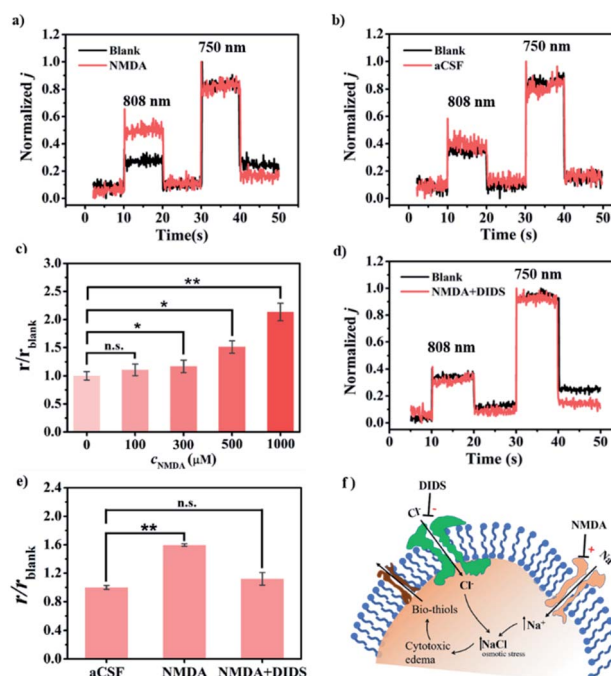 a)
Normalized j
1.2
1.0
0.8
0.6
0.4
0.2
0.0
Blank
NMDA
750 nm
808 nm
0 10 20 30 40 50
Time(s)
b)
Normalized j
1.2
1.0
0.8
0.6
0.4
0.2
0.0
Blank
aCSF
750 nm
808 nm
0 10 20 30 40 50
Time (s)
c)
r/r_blank
3.0
2.5
2.0
1.5
1.0
0.5
0.0
**
*
*
n.s.
0 100 300 500 1000
c_NMDA (μM)
d)
Normalized j
1.2
1.0
0.8
0.6
0.4
0.2
0.0
Blank
NMDA+DIDS
750 nm
808 nm
0 10 20 30 40 50
Time (s)
e)
r/r_blank
2.4
2.0
1.6
1.2
0.8
0.4
0.0
n.s.
**
aCSF NMDA NMDA+DIDS
f)
DIDS
-
Cl⁻
NMDA
+
Cl⁻
Bio-thiols
↑Na⁺
↑NaCl
osmotic stress
Cytotoxic
edema